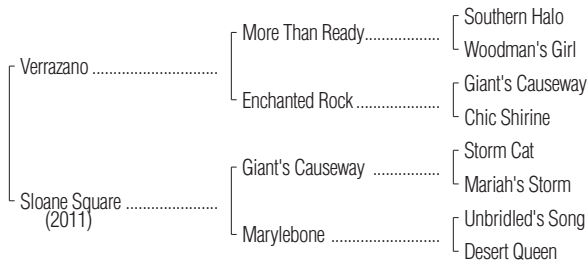 Southern Halo
More Than Ready..................
Woodman's Girl
Verrazano ..............................
Giant's Causeway
Enchanted Rock ....................
Chic Shirine
Storm Cat
Giant's Causeway ................
Mariah's Storm
Sloane Square ......................
(2011)
Unbridled's Song
Marylebone ..........................
Desert Queen